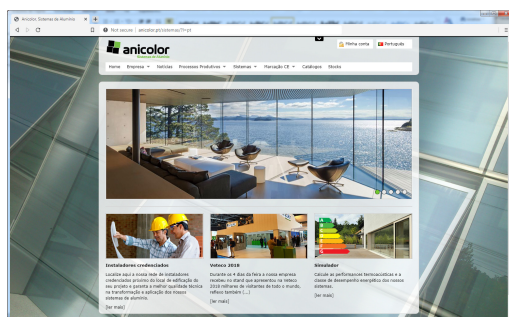 Anicolor, Sistemas de Alumínio
Not secure | anicolor.pt/sistemas/?l=pt
anicolor
Minha conta
Português
Home Empresa Notícias Processos Produtivos Sistemas Marcação CE Catálogos Stocks
Instaladores credenciados
Localize aqui a nossa rede de instaladores
credenciados próximo do local de edificação do
seu projeto e garanta a melhor qualidade técnica
na transformação e aplicação dos nossos
sistemas de alumínio.
[ler mais]
Veteco 2018
Durante os 4 dias da feira a nossa empresa
recebeu no stand que apresentou na Veteco
2018 milhares de visitantes de todo o mundo,
reflexo também [...]
[ler mais]
Simulador
Calcule as performances termoacústicas e a
classe de desempenho energético dos nossos
sistemas.
[ler mais]